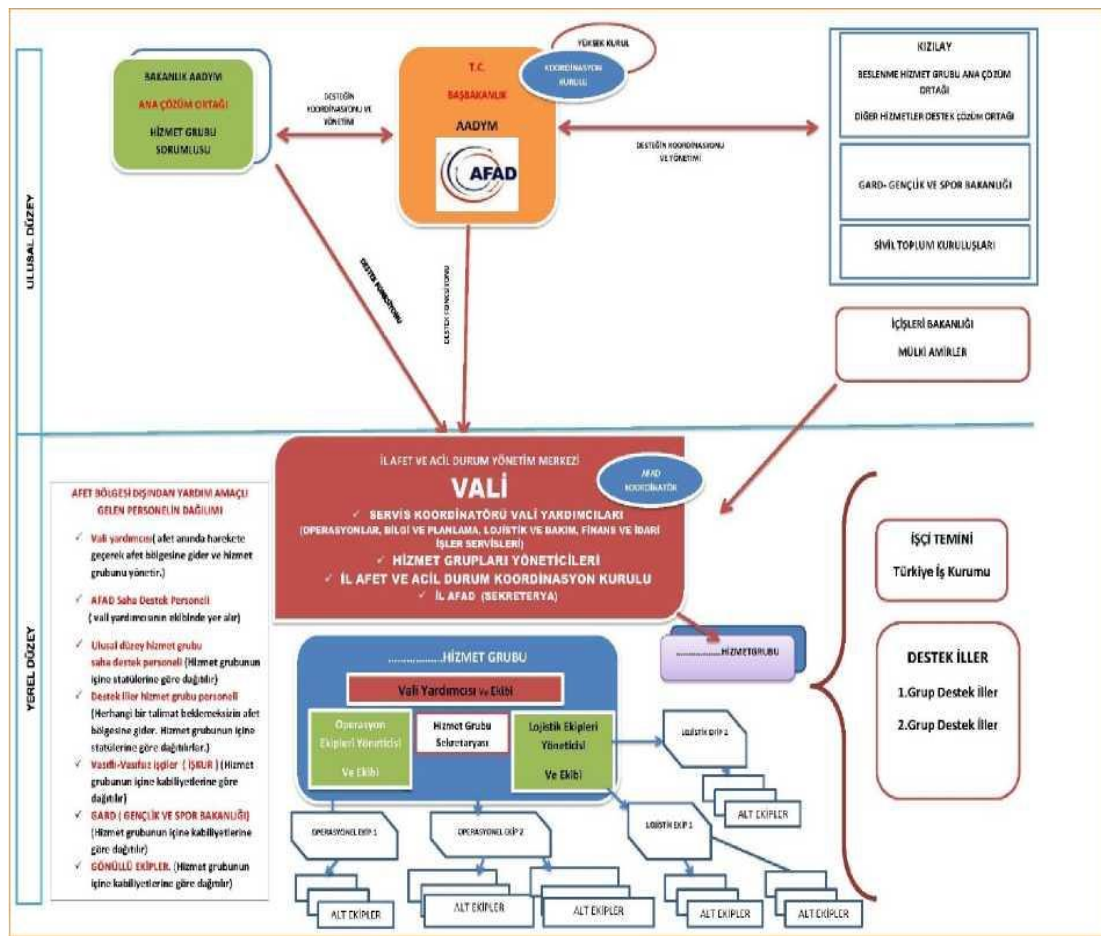 BAKANLIK AADYM
ANA ÇÖZÜM ORTAĞI
HİZMET GRUBU
SORUMLUSU
DESTEĞİN
KOORDİNASYONU VE
YÖNETİMİ
T.C.
BAŞBAKANLIK
AADYM
AFAD
YÜKSEK KURUL
KOORDİNASYON
KURULU
DESTEĞİN KOORDİNASYONU
VE YÖNETİMİ
KIZILAY
BESLENME HİZMET GRUBU ANA ÇÖZÜM
ORTAĞI
DİĞER HİZMETLER DESTEK ÇÖZÜM ORTAĞI
GARD- GENÇLİK VE SPOR BAKANLIĞI
SİVİL TOPLUM KURULUŞLARI
ULUSAL DÜZEY
DESTEK FONKSİYONU
DESTEK FONKSİYONU
İÇİŞLERİ BAKANLIĞI
MÜLKİ AMİRLER
YEREL DÜZEY
AFET BÖLGESİ DIŞINDAN YARDIM AMAÇLI
GELEN PERSONELİN DAĞILIMI
✓ Vali yardımcısı( afet anında harekete
geçerek afet bölgesine gider ve hizmet
grubunu yönetir.)
✓ AFAD Saha Destek Personeli
( vali yardımcısının ekibinde yer alır)
✓ Ulusal düzey hizmet grubu
saha destek personeli (Hizmet grubunun
içine statülerine göre dağıtılır)
✓ Destek iller hizmet grubu personeli
(Herhangi bir talimat beklemeksizin afet
bölgesine gider. Hizmet grubunun içine
statülerine göre dağıtılırlar.)
✓ Vasıflı-Vasıfsız işçiler ( İŞKUR ) (Hizmet
grubunun içine kabiliyetlerine göre
dağıtılır)
✓ GARD ( GENÇLİK VE SPOR BAKANLIĞI)
(Hizmet grubunun içine kabiliyetlerine
göre dağıtılır)
✓ GÖNÜLLÜ EKİPLER. (Hizmet grubunun
içine kabiliyetlerine göre dağıtılır)
İL AFET VE ACİL DURUM YÖNETİM MERKEZİ
VALİ
AFAD
KOORDİNATÖR
✓ SERVİS KOORDİNATÖRÜ VALİ YARDIMCILARI
(OPERASYONLAR, BİLGİ VE PLANLAMA, LOJİSTİK VE BAKIM, FİNANS VE İDARİ
İŞLER SERVİSLERİ)
✓ HİZMET GRUPLARI YÖNETİCİLERİ
✓ İL AFET VE ACİL DURUM KOORDİNASYON KURULU
✓ İL AFAD (SEKRETERYA)
.................HİZMET GRUBU
Vali Yardımcısı ve Ekibi
Operasyon
Ekipleri Yöneticisi
Ve Ekibi
Hizmet Grubu
Sekretaryası
Lojistik Ekipleri
Yöneticisi
Ve Ekibi
.................HİZMETGRUBU
LOJİSTİK EKİP 2
ALT EKİPLER
OPERASYONEL EKİP 1
OPERASYONEL EKİP 2
LOJİSTİK EKİP 1
ALT EKİPLER
ALT EKİPLER
ALT EKİPLER
ALT EKİPLER
ALT EKİPLER
İŞÇİ TEMİNİ
Türkiye İş Kurumu
DESTEK İLLER
1.Grup Destek İller
2.Grup Destek İller